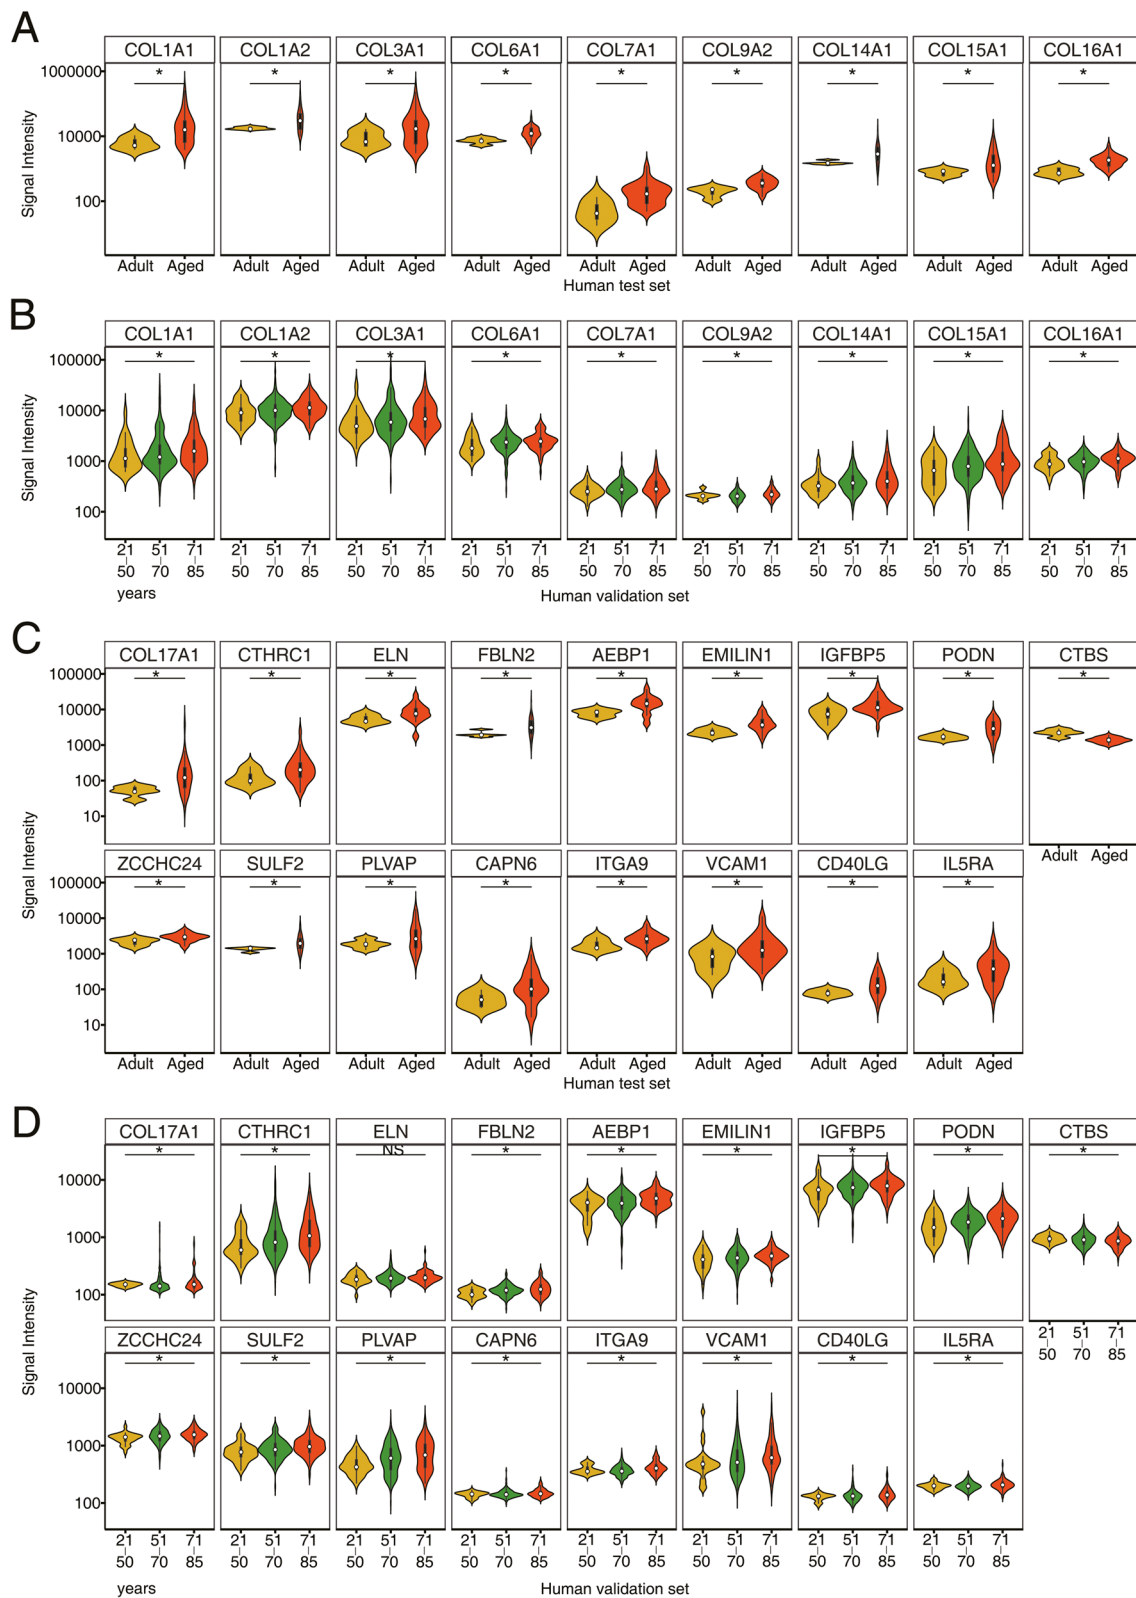 A
COL1A1 COL1A2 COL3A1 COL6A1 COL7A1 COL9A2 COL14A1 COL15A1 COL16A1
* * * * * * * * *
1000000
10000
100
Signal Intensity
Adult Aged Adult Aged Adult Aged Adult Aged Adult Aged Adult Aged Adult Aged Adult Aged Adult Aged
Human test set
B
COL1A1 COL1A2 COL3A1 COL6A1 COL7A1 COL9A2 COL14A1 COL15A1 COL16A1
* * * * * * * * *
100000
10000
1000
100
Signal Intensity
21 51 71 21 51 71 21 51 71 21 51 71 21 51 71 21 51 71 21 51 71 21 51 71 21 51 71
| | | | | | | | | | | | | | | | | | | | | | | | | | |
50 70 85 50 70 85 50 70 85 50 70 85 50 70 85 50 70 85 50 70 85 50 70 85 50 70 85
years
Human validation set
C
COL17A1 CTHRC1 ELN FBLN2 AEBP1 EMILIN1 IGFBP5 PODN CTBS
* * * * * * * * *
100000
10000
1000
100
10
Adult Aged
ZCCHC24 SULF2 PLVAP CAPN6 ITGA9 VCAM1 CD40LG IL5RA
* * * * * * * *
100000
10000
1000
100
10
Signal Intensity
Adult Aged Adult Aged Adult Aged Adult Aged Adult Aged Adult Aged Adult Aged Adult Aged
Human test set
D
COL17A1 CTHRC1 ELN FBLN2 AEBP1 EMILIN1 IGFBP5 PODN CTBS
* * NS * * * * * *
10000
1000
100
21 51 71
| | |
50 70 85
ZCCHC24 SULF2 PLVAP CAPN6 ITGA9 VCAM1 CD40LG IL5RA
* * * * * * * *
10000
1000
100
Signal Intensity
21 51 71 21 51 71 21 51 71 21 51 71 21 51 71 21 51 71 21 51 71 21 51 71
| | | | | | | | | | | | | | | | | | | | | | | |
50 70 85 50 70 85 50 70 85 50 70 85 50 70 85 50 70 85 50 70 85 50 70 85
years
Human validation set